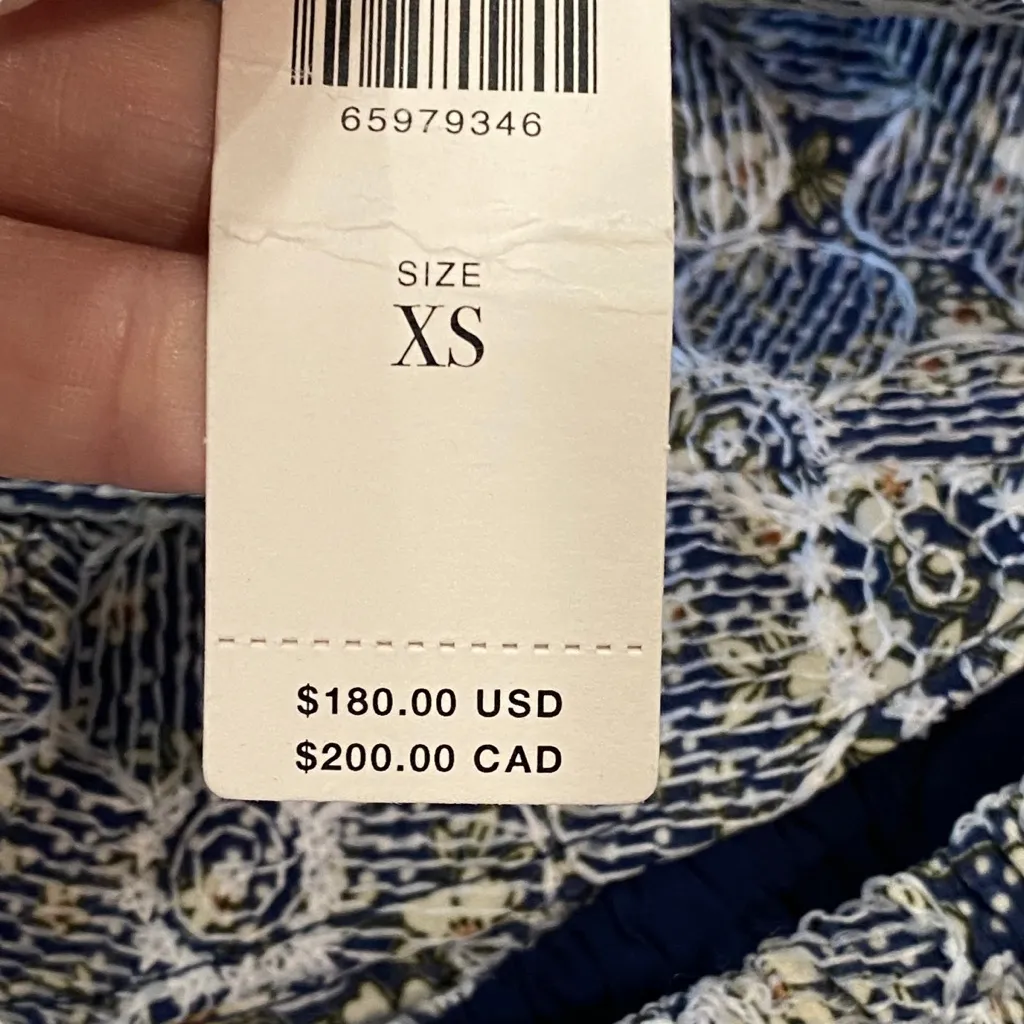 65979346
SIZE
XS
$180.00 USD
$200.00 CAD